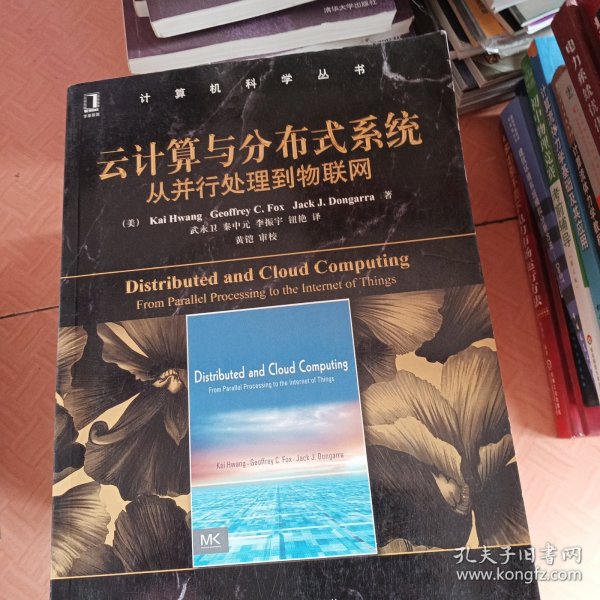 清华大学出版社
计算机科学丛书
华章教育
云计算与分布式系统
从并行处理到物联网
(美) Kai Hwang Geoffrey C. Fox Jack J. Dongarra 著
武永卫 秦中元 李振宇 钮艳 译
黄铠 审校
Distributed and Cloud Computing
From Parallel Processing to the Internet of Things
Distributed and Cloud Computing
From Parallel Processing to the Internet of Things
Kai Hwang · Geoffrey C. Fox · Jack J. Dongarra
MK
孔夫子旧书网
www.kongfz.com